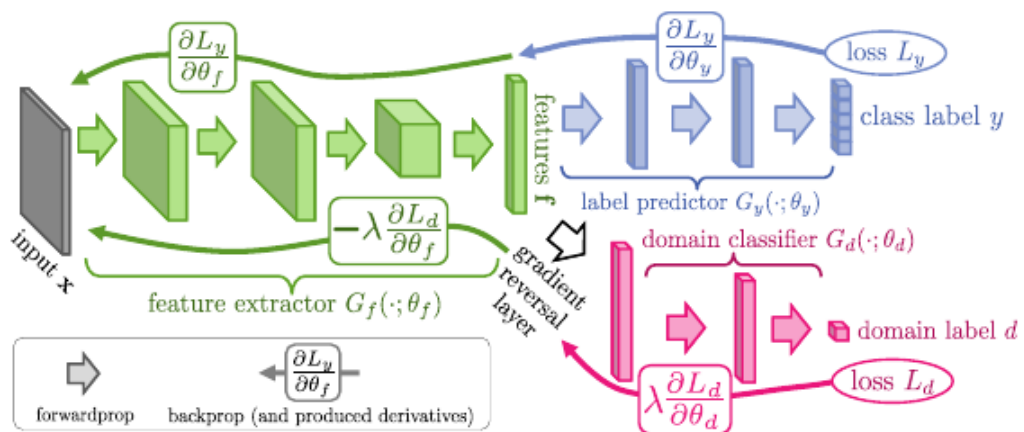 ∂L_y/∂θ_f
∂L_y/∂θ_y
loss L_y
features f
class label y
label predictor G_y(·; θ_y)
input x
−λ ∂L_d/∂θ_f
feature extractor G_f(·; θ_f)
gradient
reversal
layer
domain classifier G_d(·; θ_d)
domain label d
λ ∂L_d/∂θ_d
loss L_d
forwardprop
∂L_y/∂θ_f
backprop (and produced derivatives)